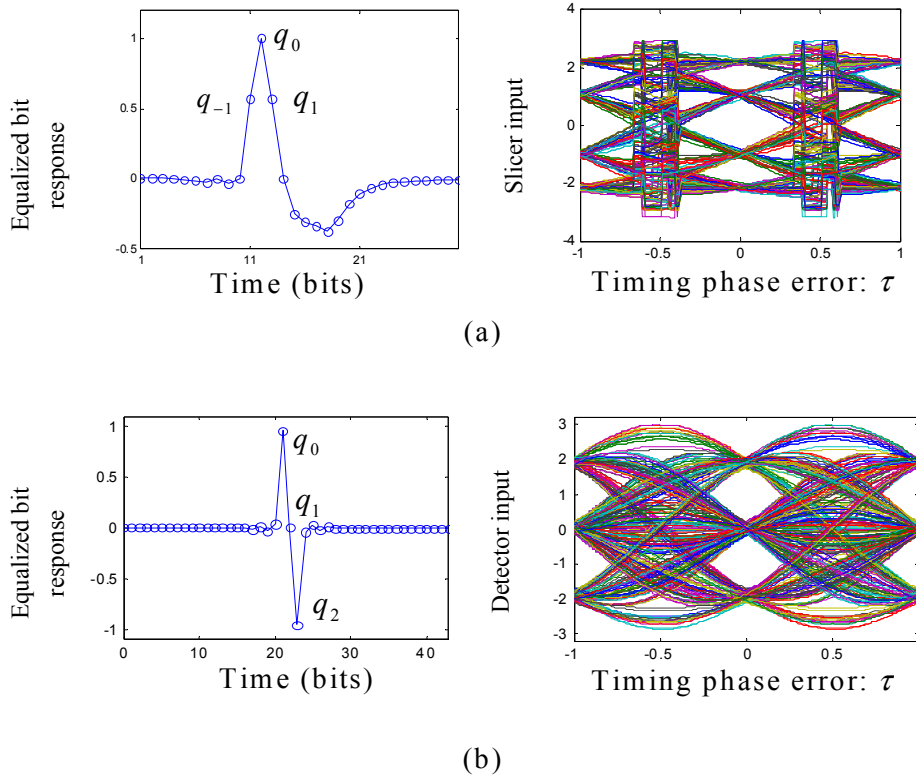 Equalized bit
response
1
0.5
0
-0.5
1
11
21
q₀
q₋₁
q₁
Time (bits)
Slicer input
4
2
0
-2
4
-1
-0.5
0
0.5
1
Timing phase error: τ
(a)
Equalized bit
response
1
0.5
0
-0.5
-1
0
10
20
30
40
q₀
q₁
q₂
Time (bits)
Detector input
3
2
1
0
-1
-2
-3
-1
-0.5
0
0.5
1
Timing phase error: τ
(b)